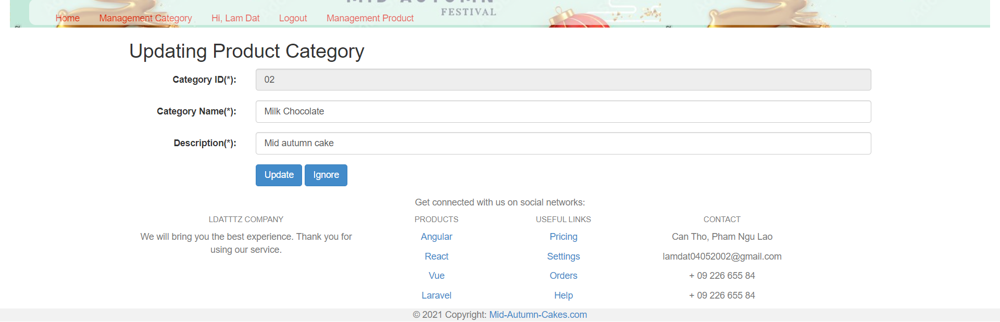 FESTIVAL
Home Management Category Hi, Lam Dat Logout Management Product
Updating Product Category
Category ID(*): 02
Category Name(*): Milk Chocolate
Description(*): Mid autumn cake
Update Ignore
Get connected with us on social networks:
LDATTTZ COMPANY
We will bring you the best experience. Thank you for
using our service.
PRODUCTS
Angular
React
Vue
Laravel
USEFUL LINKS
Pricing
Settings
Orders
Help
CONTACT
Can Tho, Pham Ngu Lao
lamdat04052002@gmail.com
+ 09 226 655 84
+ 09 226 655 84
© 2021 Copyright: Mid-Autumn-Cakes.com